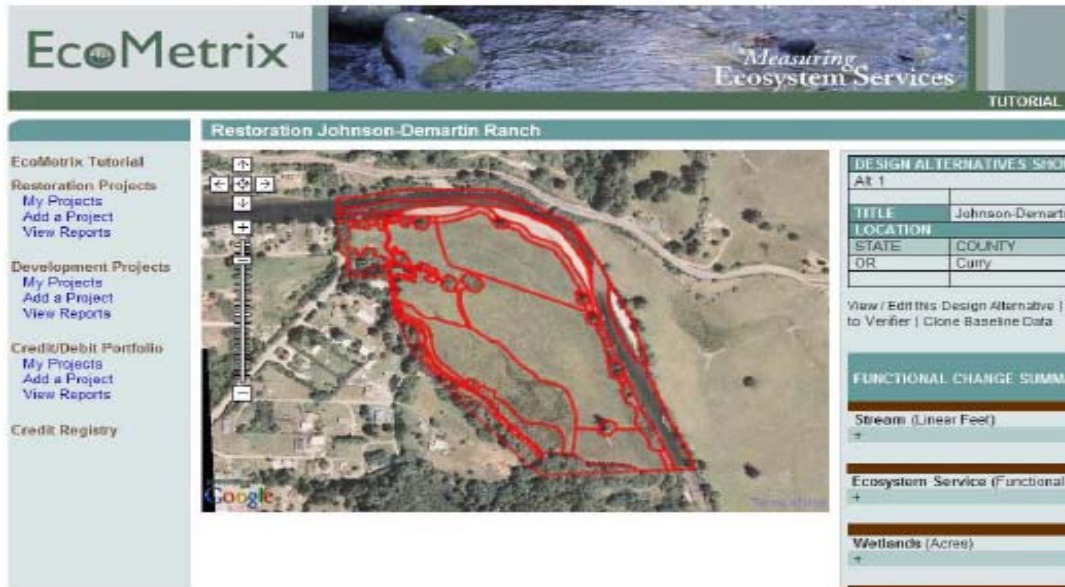 EcoMetrix™
Measuring
Ecosystem Services
TUTORIAL
Restoration Johnson-Demartin Ranch
EcoMetrix Tutorial
Restoration Projects
My Projects
Add a Project
View Reports
Development Projects
My Projects
Add a Project
View Reports
Credit/Debit Portfolio
My Projects
Add a Project
View Reports
Credit Registry
Google
DESIGN ALTERNATIVES
Alt 1
TITLE Johnson-Demarti
LOCATION
STATE COUNTY
OR Curry
View / Edit this Design Alternative |
to Verifier | Clone Baseline Data
FUNCTIONAL CHANGE SUMM
Stream (Linear Feet)
+
Ecosystem Service (Functional
+
Wetlands (Acres)
+